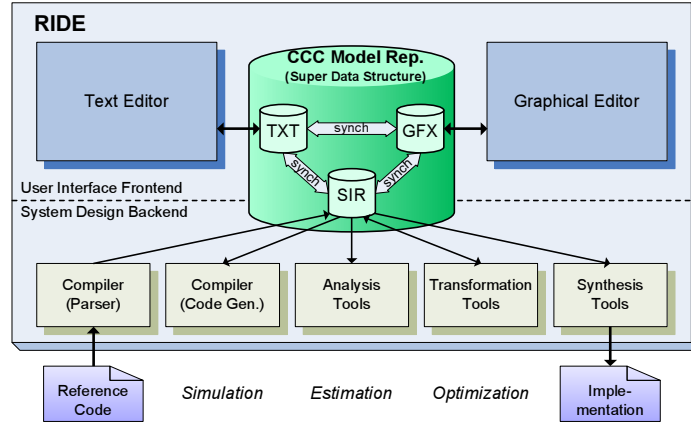 RIDE
CCC Model Rep.
(Super Data Structure)
Text Editor
Graphical Editor
TXT
synch
GFX
synch
synch
SIR
User Interface Frontend
System Design Backend
Compiler
(Parser)
Compiler
(Code Gen.)
Analysis
Tools
Transformation
Tools
Synthesis
Tools
Reference
Code
Simulation
Estimation
Optimization
Imple-
mentation